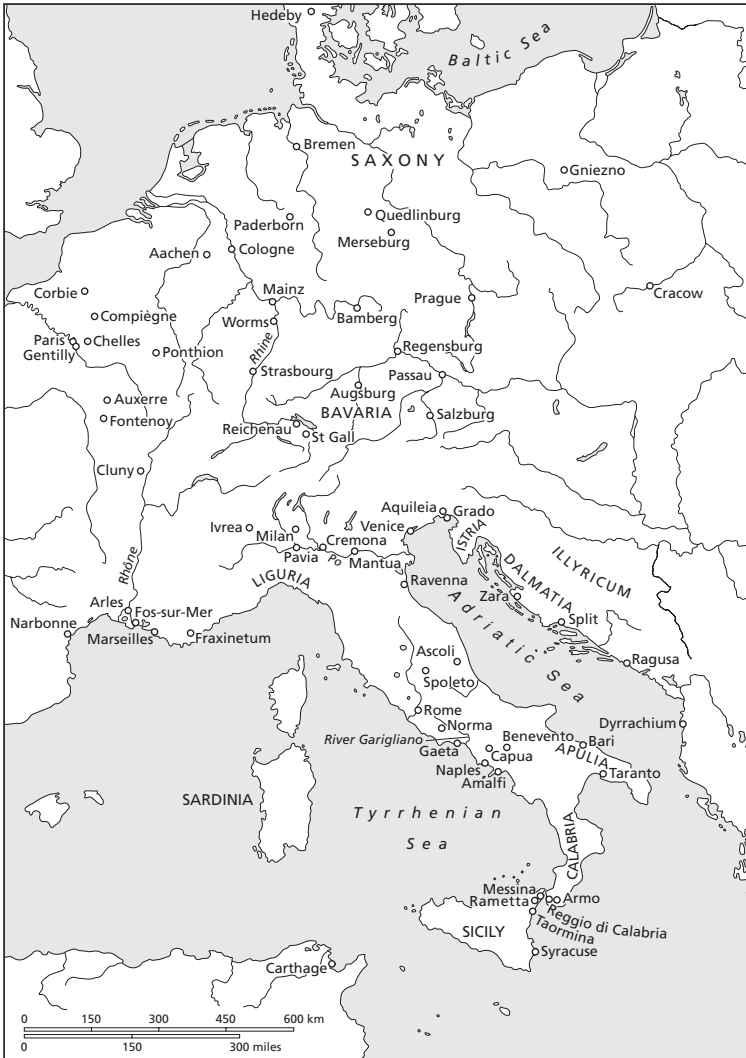 Hedeby
Baltic Sea
Bremen
SAXONY
Gniezno
Quedlinburg
Paderborn
Merseburg
Aachen
Cologne
Corbie
Mainz
Prague
Cracow
Compiègne
Worms
Bamberg
Paris
Chelles
Gentilly
Ponthion
Rhine
Regensburg
Strasbourg
Passau
Augsburg
Auxerre
BAVARIA
Salzburg
Fontenoy
Reichenau
St Gall
Cluny
Aquileia
Grado
Ivrea
Milan
Venice
ISTRIA
Cremona
Pavia
Po
Mantua
ILLYRICUM
Rhône
LIGURIA
Ravenna
DALMATIA
Zara
Arles
Fos-sur-Mer
Adriatic Sea
Split
Narbonne
Marseilles
Fraxinetum
Ascoli
Ragusa
Spoleto
Rome
Norma
Dyrrachium
River Garigliano
Benevento
Bari
Gaeta
Capua
APULIA
Naples
Taranto
Amalfi
SARDINIA
Tyrrhenian
Sea
CALABRIA
Messina
Rametta
Armo
Reggio di Calabria
Taormina
SICILY
Syracuse
Carthage
0 150 300 450 600 km
0 150 300 miles